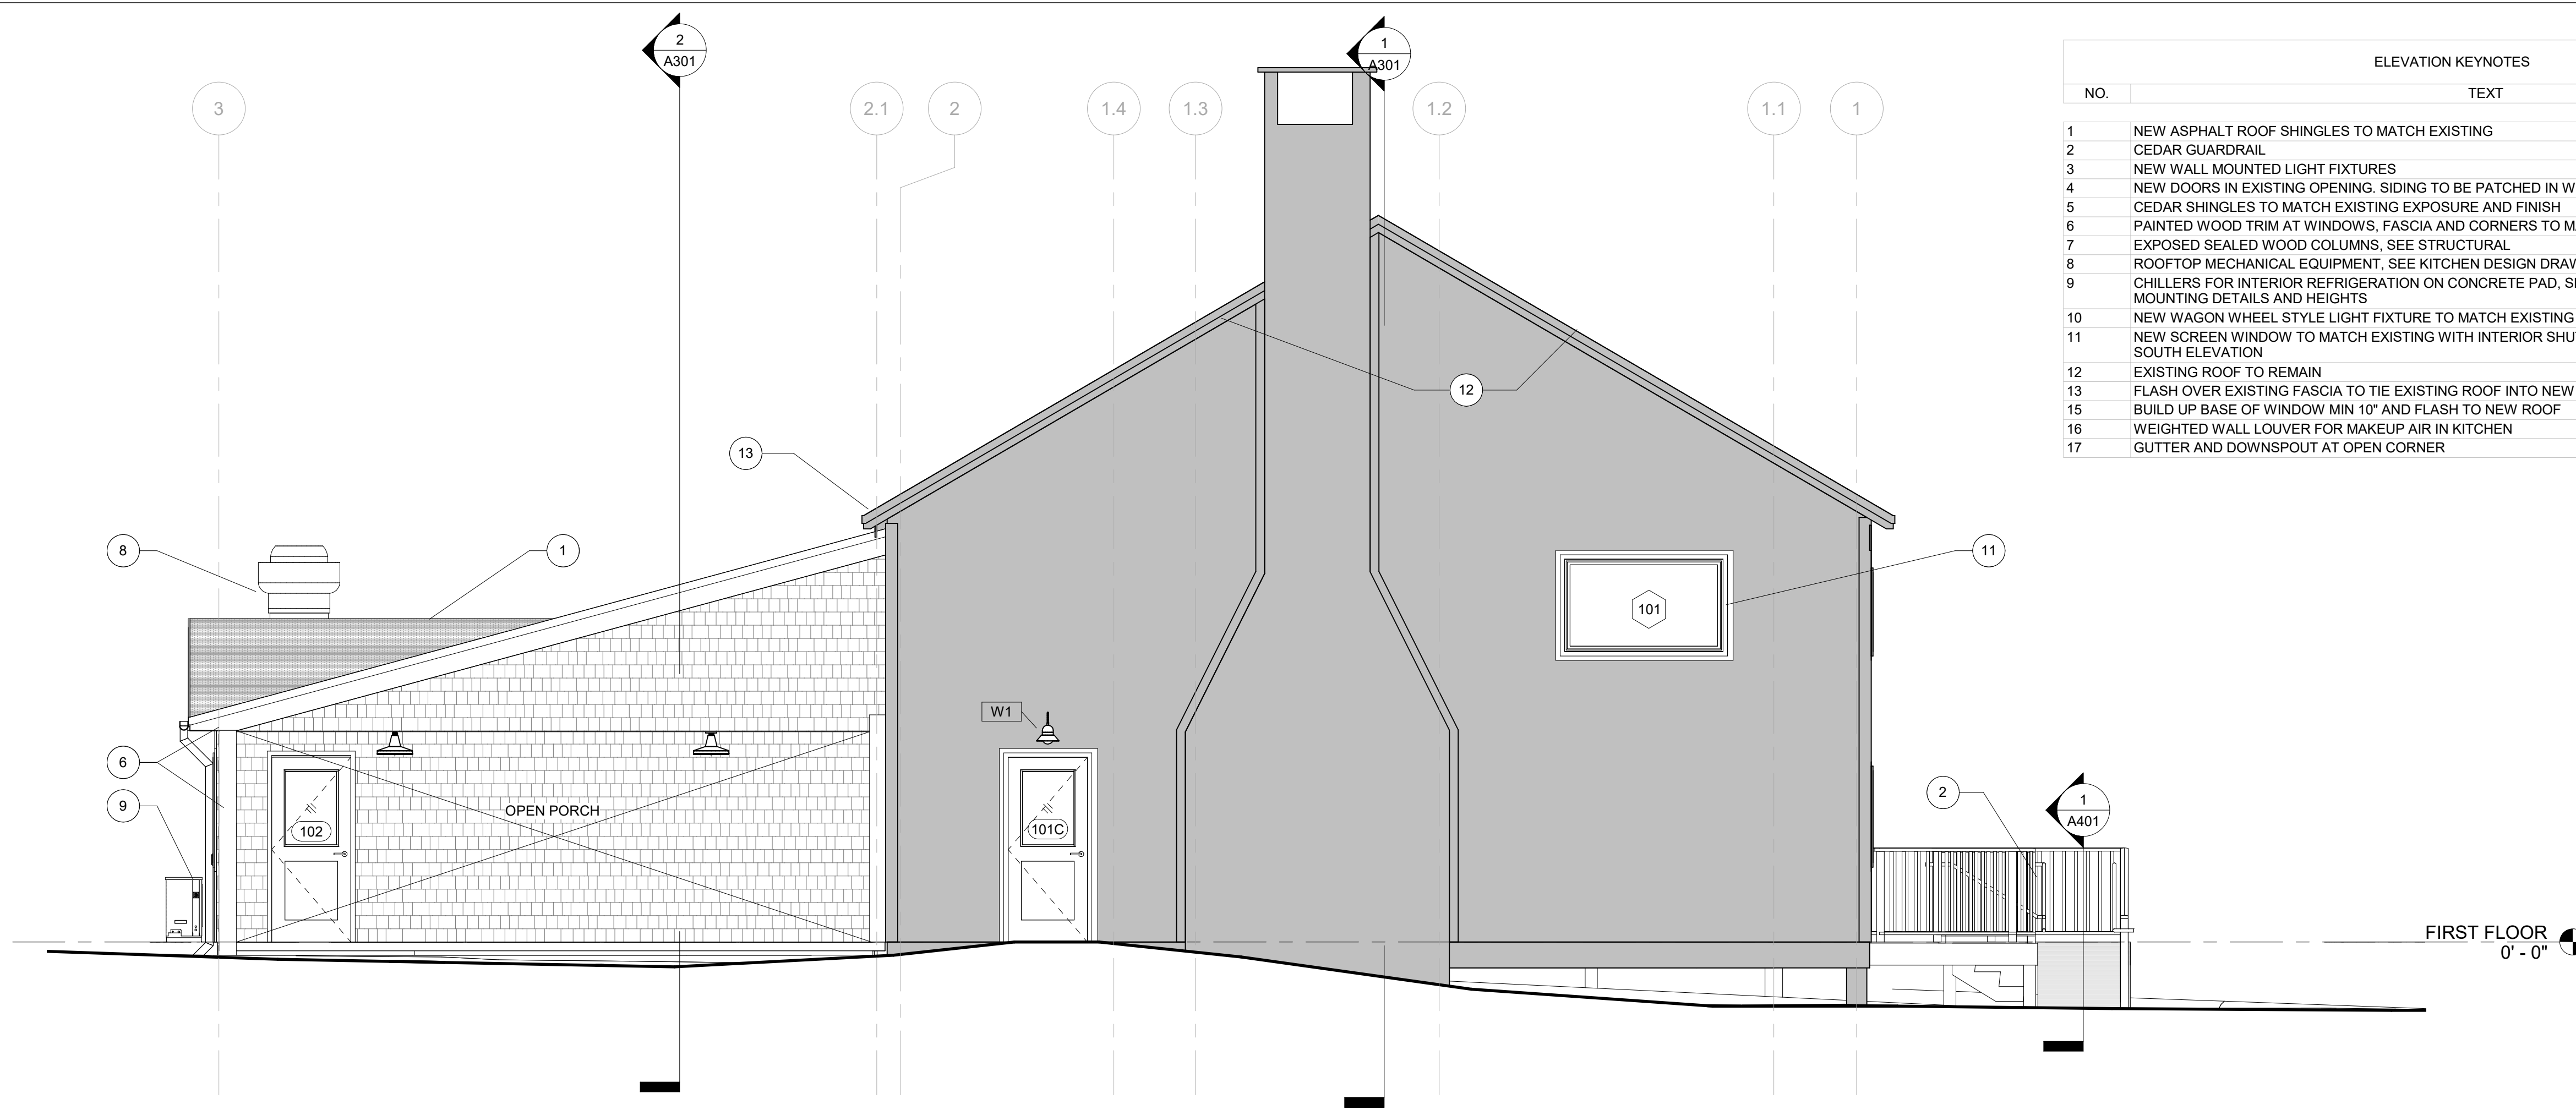 2
A301
1
A301
3
2.1
2
1.4
1.3
1.2
1.1
1
ELEVATION KEYNOTES
NO. TEXT
1 NEW ASPHALT ROOF SHINGLES TO MATCH EXISTING
2 CEDAR GUARDRAIL
3 NEW WALL MOUNTED LIGHT FIXTURES
4 NEW DOORS IN EXISTING OPENING. SIDING TO BE PATCHED IN W
5 CEDAR SHINGLES TO MATCH EXISTING EXPOSURE AND FINISH
6 PAINTED WOOD TRIM AT WINDOWS, FASCIA AND CORNERS TO M
7 EXPOSED SEALED WOOD COLUMNS, SEE STRUCTURAL
8 ROOFTOP MECHANICAL EQUIPMENT, SEE KITCHEN DESIGN DRAW
9 CHILLERS FOR INTERIOR REFRIGERATION ON CONCRETE PAD, S
MOUNTING DETAILS AND HEIGHTS
10 NEW WAGON WHEEL STYLE LIGHT FIXTURE TO MATCH EXISTING
11 NEW SCREEN WINDOW TO MATCH EXISTING WITH INTERIOR SHU
SOUTH ELEVATION
12 EXISTING ROOF TO REMAIN
13 FLASH OVER EXISTING FASCIA TO TIE EXISTING ROOF INTO NEW
15 BUILD UP BASE OF WINDOW MIN 10" AND FLASH TO NEW ROOF
16 WEIGHTED WALL LOUVER FOR MAKEUP AIR IN KITCHEN
17 GUTTER AND DOWNSPOUT AT OPEN CORNER
12
13
8
1
11
101
W1
6
9
OPEN PORCH
102
101C
2
1
A401
FIRST FLOOR
0' - 0"